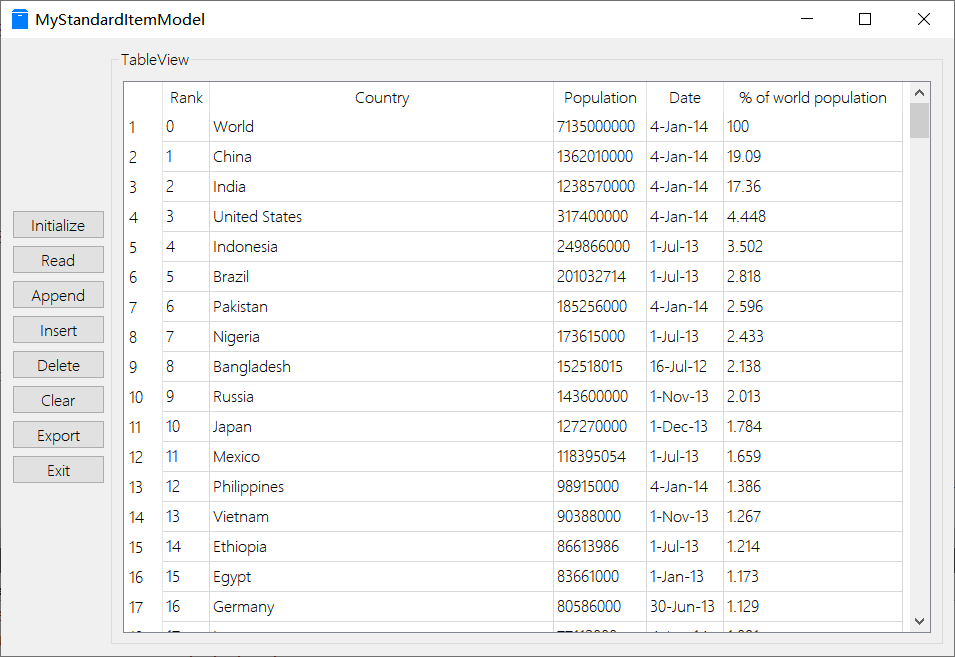 MyStandardItemModel
TableView
Rank Country Population Date % of world population
1 0 World 7135000000 4-Jan-14 100
2 1 China 1362010000 4-Jan-14 19.09
3 2 India 1238570000 4-Jan-14 17.36
4 3 United States 317400000 4-Jan-14 4.448
5 4 Indonesia 249866000 1-Jul-13 3.502
6 5 Brazil 201032714 1-Jul-13 2.818
7 6 Pakistan 185256000 4-Jan-14 2.596
8 7 Nigeria 173615000 1-Jul-13 2.433
9 8 Bangladesh 152518015 16-Jul-12 2.138
10 9 Russia 143600000 1-Nov-13 2.013
11 10 Japan 127270000 1-Dec-13 1.784
12 11 Mexico 118395054 1-Jul-13 1.659
13 12 Philippines 98915000 4-Jan-14 1.386
14 13 Vietnam 90388000 1-Nov-13 1.267
15 14 Ethiopia 86613986 1-Jul-13 1.214
16 15 Egypt 83661000 1-Jan-13 1.173
17 16 Germany 80586000 30-Jun-13 1.129
Initialize
Read
Append
Insert
Delete
Clear
Export
Exit